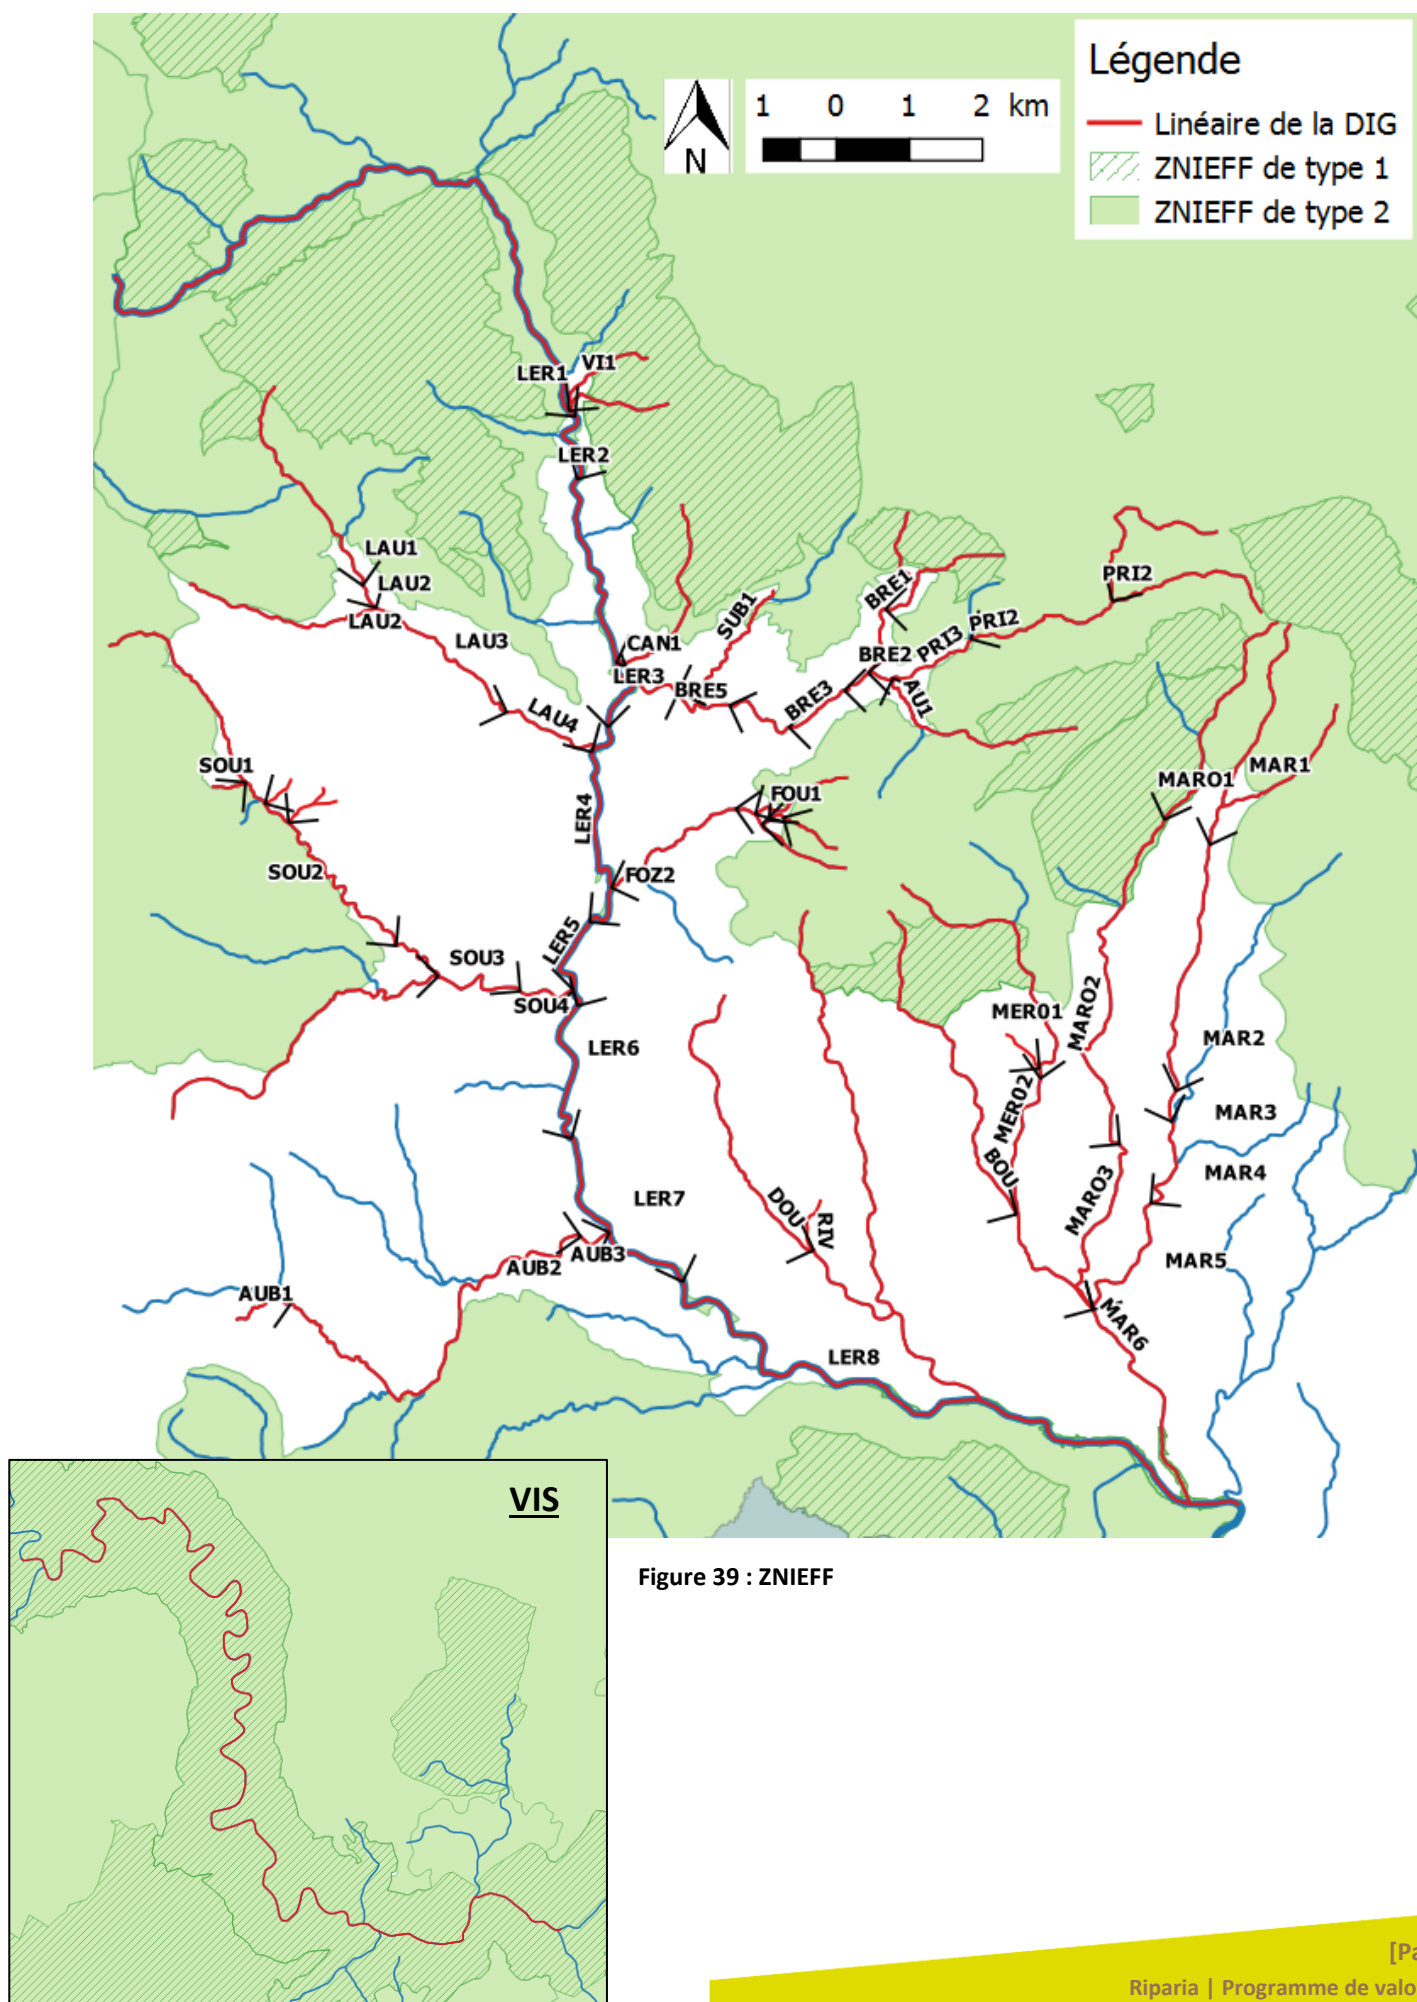 Légende
1 0 1 2 km
N
Linéaire de la DIG
ZNIEFF de type 1
ZNIEFF de type 2
VI1
LER1
LER2
LAU1
LAU2
LAU2
LAU3
LAU4
CAN1
LER3
SUB1
BRE5
BRE3
BRE1
BRE2
PRI3
PRI2
PRI2
AU1
SOU1
SOU2
SOU3
SOU4
LER4
FOU1
FOZ2
LER5
LER6
MARO1
MAR1
MARO2
MERO1
MERO2
MAR2
MAR3
MAR4
MAR5
MARO3
BOU
DOU
RIV
LER7
AUB3
AUB2
AUB1
MAR6
LER8
VIS
Figure 39 : ZNIEFF
[Pa
Riparia | Programme de valo